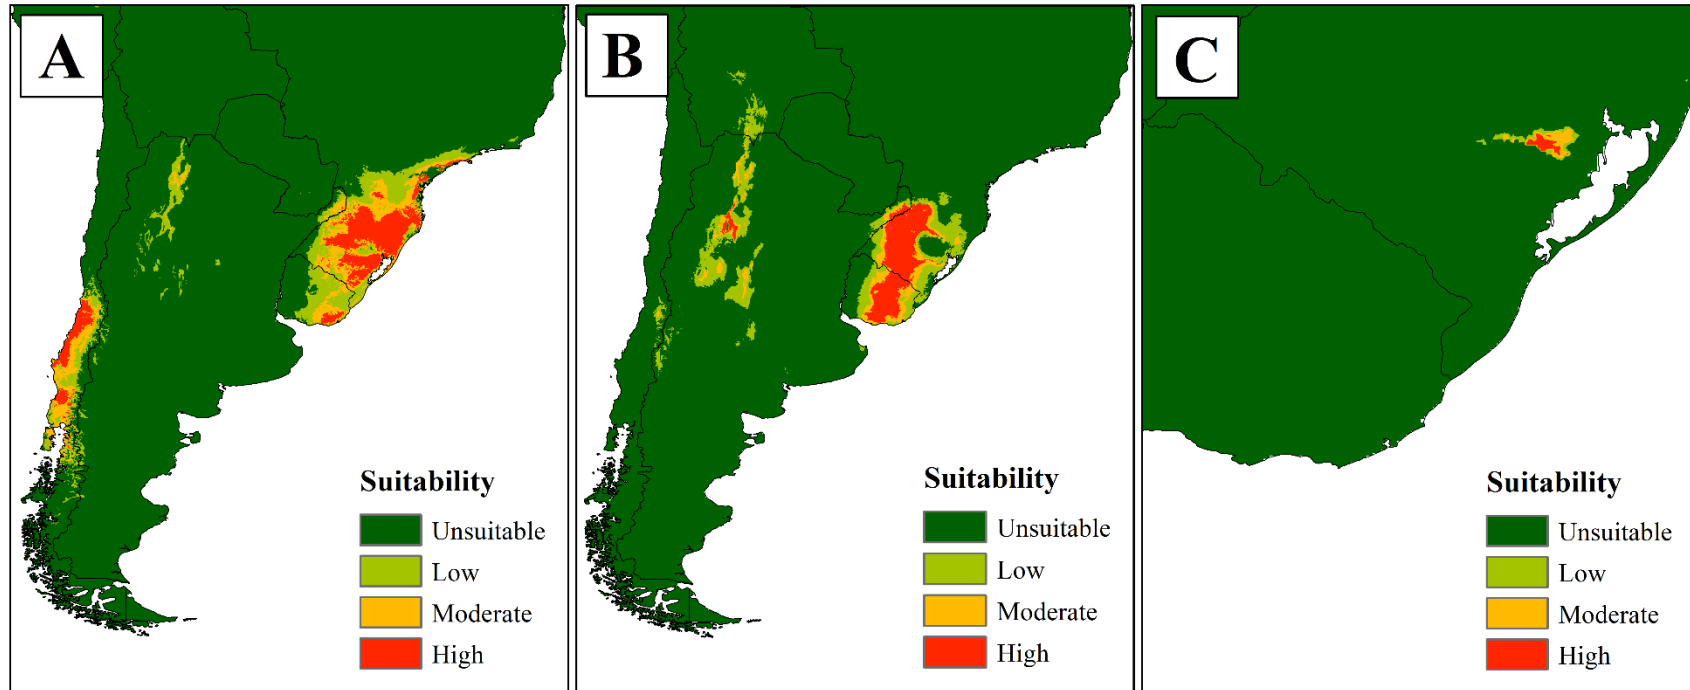 A
Suitability
Unsuitable
Low
Moderate
High
B
Suitability
Unsuitable
Low
Moderate
High
C
Suitability
Unsuitable
Low
Moderate
High